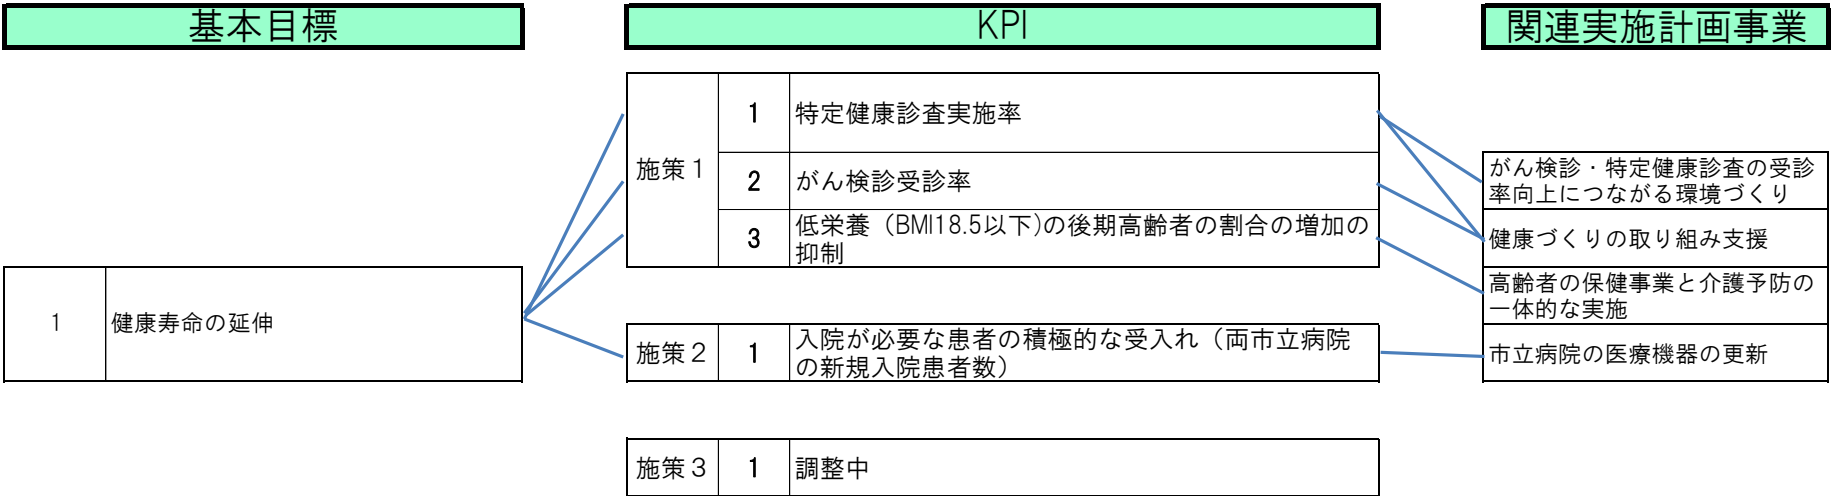 基本目標
KPI
関連実施計画事業
施策１
1
特定健康診査実施率
2
がん検診受診率
3
低栄養（BMI18.5以下)の後期高齢者の割合の増加の
抑制
がん検診・特定健康診査の受診
率向上につながる環境づくり
健康づくりの取り組み支援
高齢者の保健事業と介護予防の
一体的な実施
1
健康寿命の延伸
施策２
1
入院が必要な患者の積極的な受入れ（両市立病院
の新規入院患者数）
市立病院の医療機器の更新
施策３
1
調整中